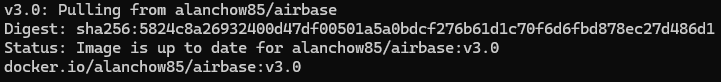 v3.0: Pulling from alanchow85/airbase
Digest: sha256:5824c8a26932400d47df00501a5a0bdcf276b61d1c70f6d6fbd878ec27d486d1
Status: Image is up to date for alanchow85/airbase:v3.0
docker.io/alanchow85/airbase:v3.0